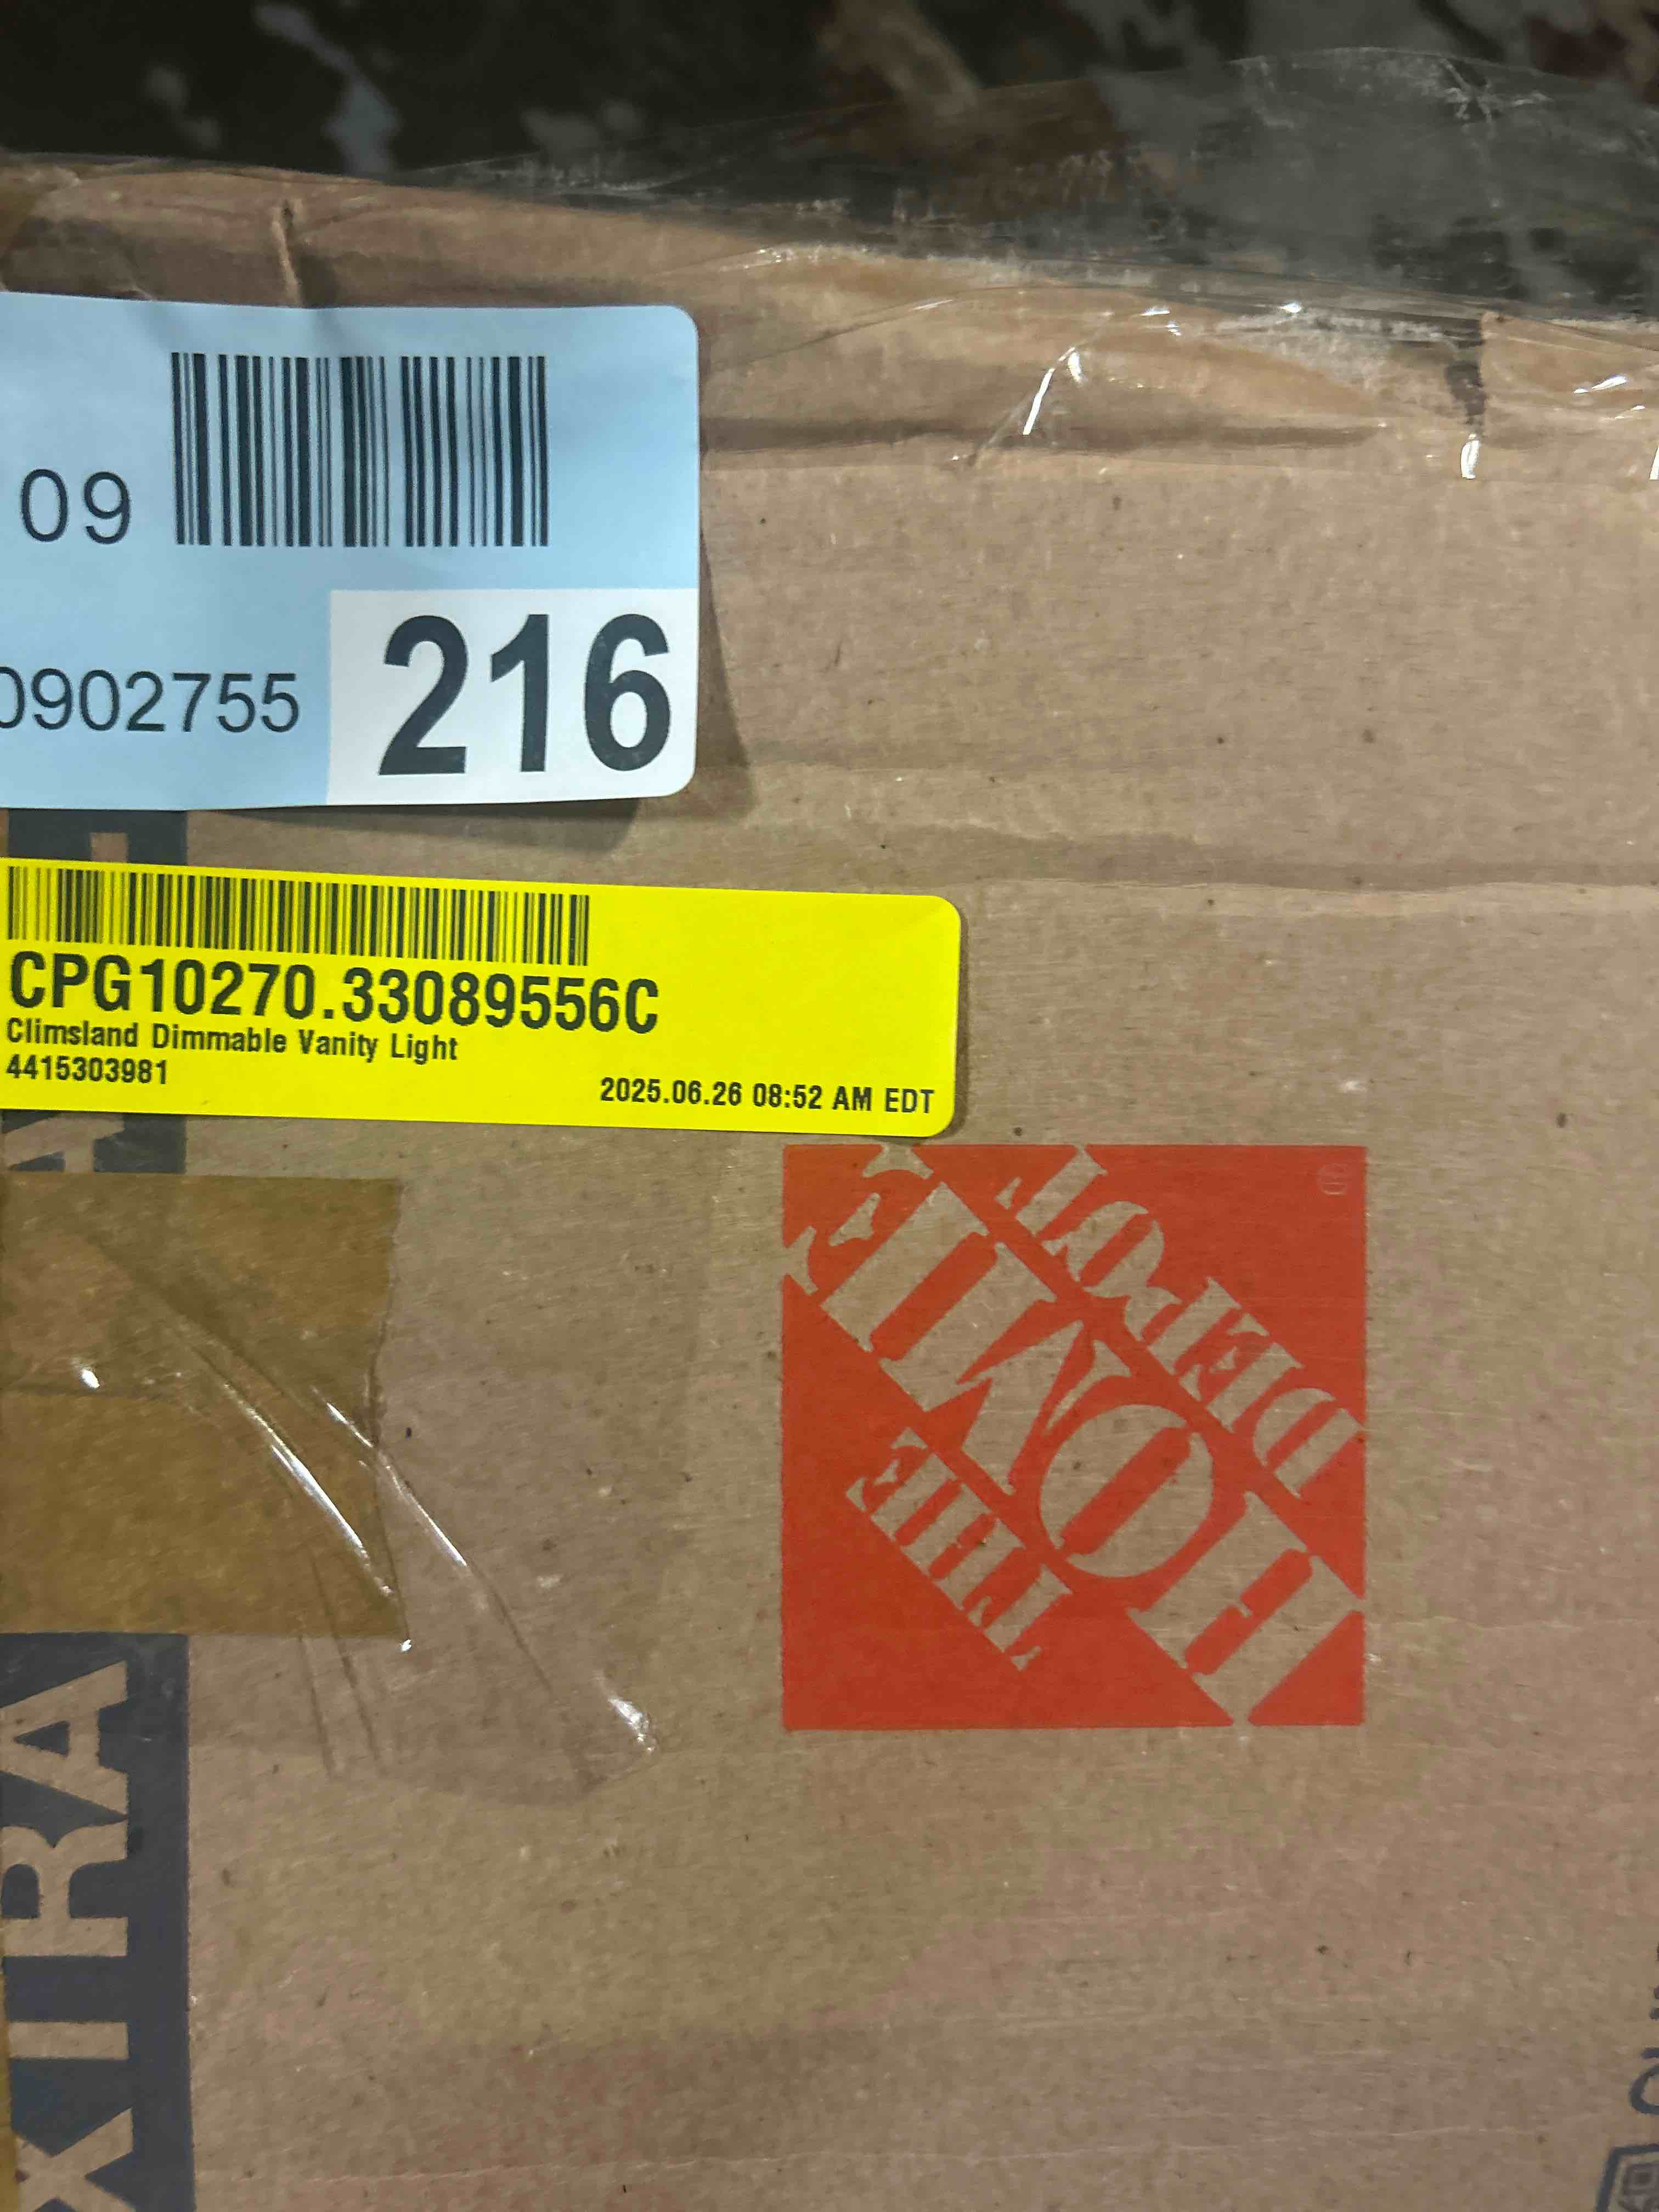 09
0902755
216
CPG10270.33089556C
Climsland Dimmable Vanity Light
4415303981
2025.06.26 08:52 AM EDT
THE
HOME
DEPOT